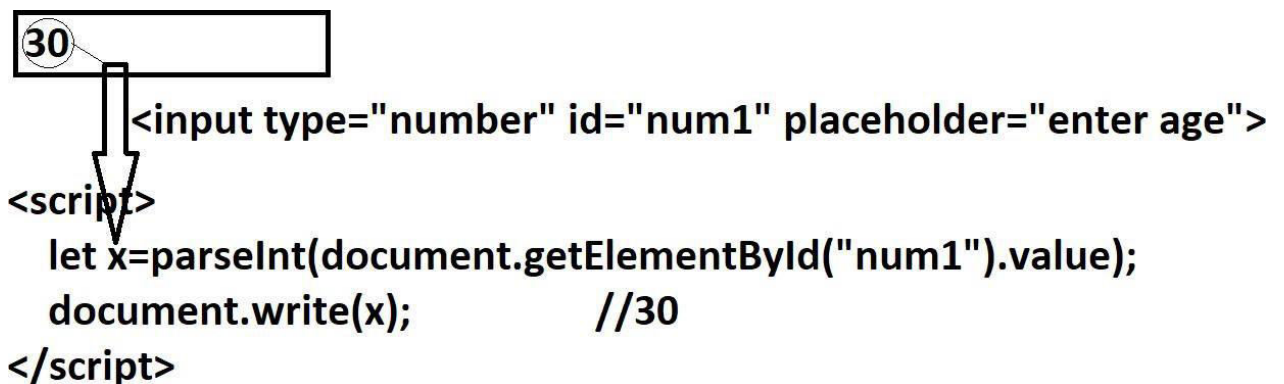 30
<input type="number" id="num1" placeholder="enter age">
<script>
let x=parseInt(document.getElementById("num1").value);
document.write(x); //30
</script>